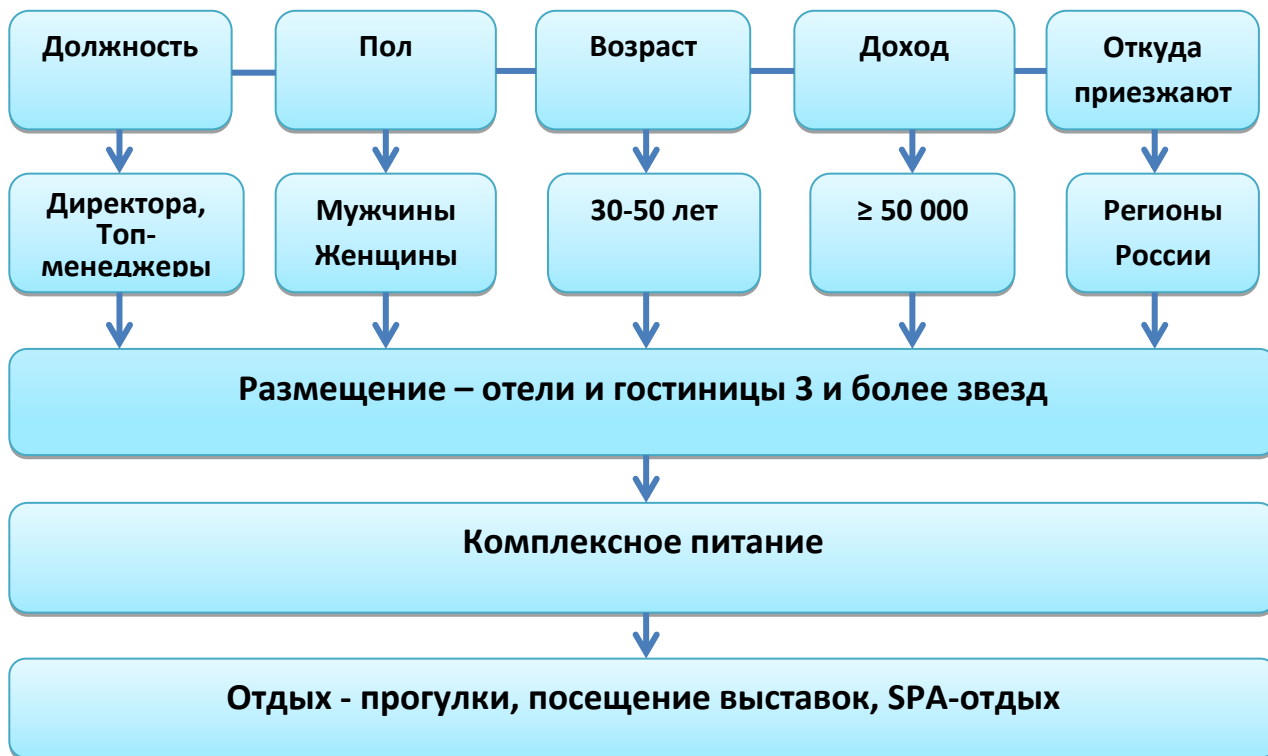 Должность
Пол
Возраст
Доход
Откуда
приезжают
Директора,
Топ-
менеджеры
Мужчины
Женщины
30-50 лет
≥ 50 000
Регионы
России
Размещение – отели и гостиницы 3 и более звезд
Комплексное питание
Отдых - прогулки, посещение выставок, SPA-отдых